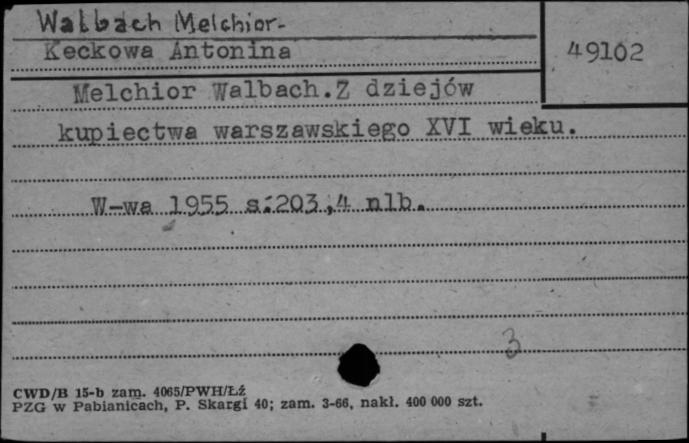 Walbach Melchior-
Keckowa Antonina
49102
Melchior Walbach.Z dziejów
kupiectwa warszawskiego XVI wieku.
W-wa 1955 s.203,4 nlb.
3
CWD/B 15-b zam. 4065/PWH/Łź
PZG w Pabianicach, P. Skargi 40; zam. 3-66, nakł. 400 000 szt.